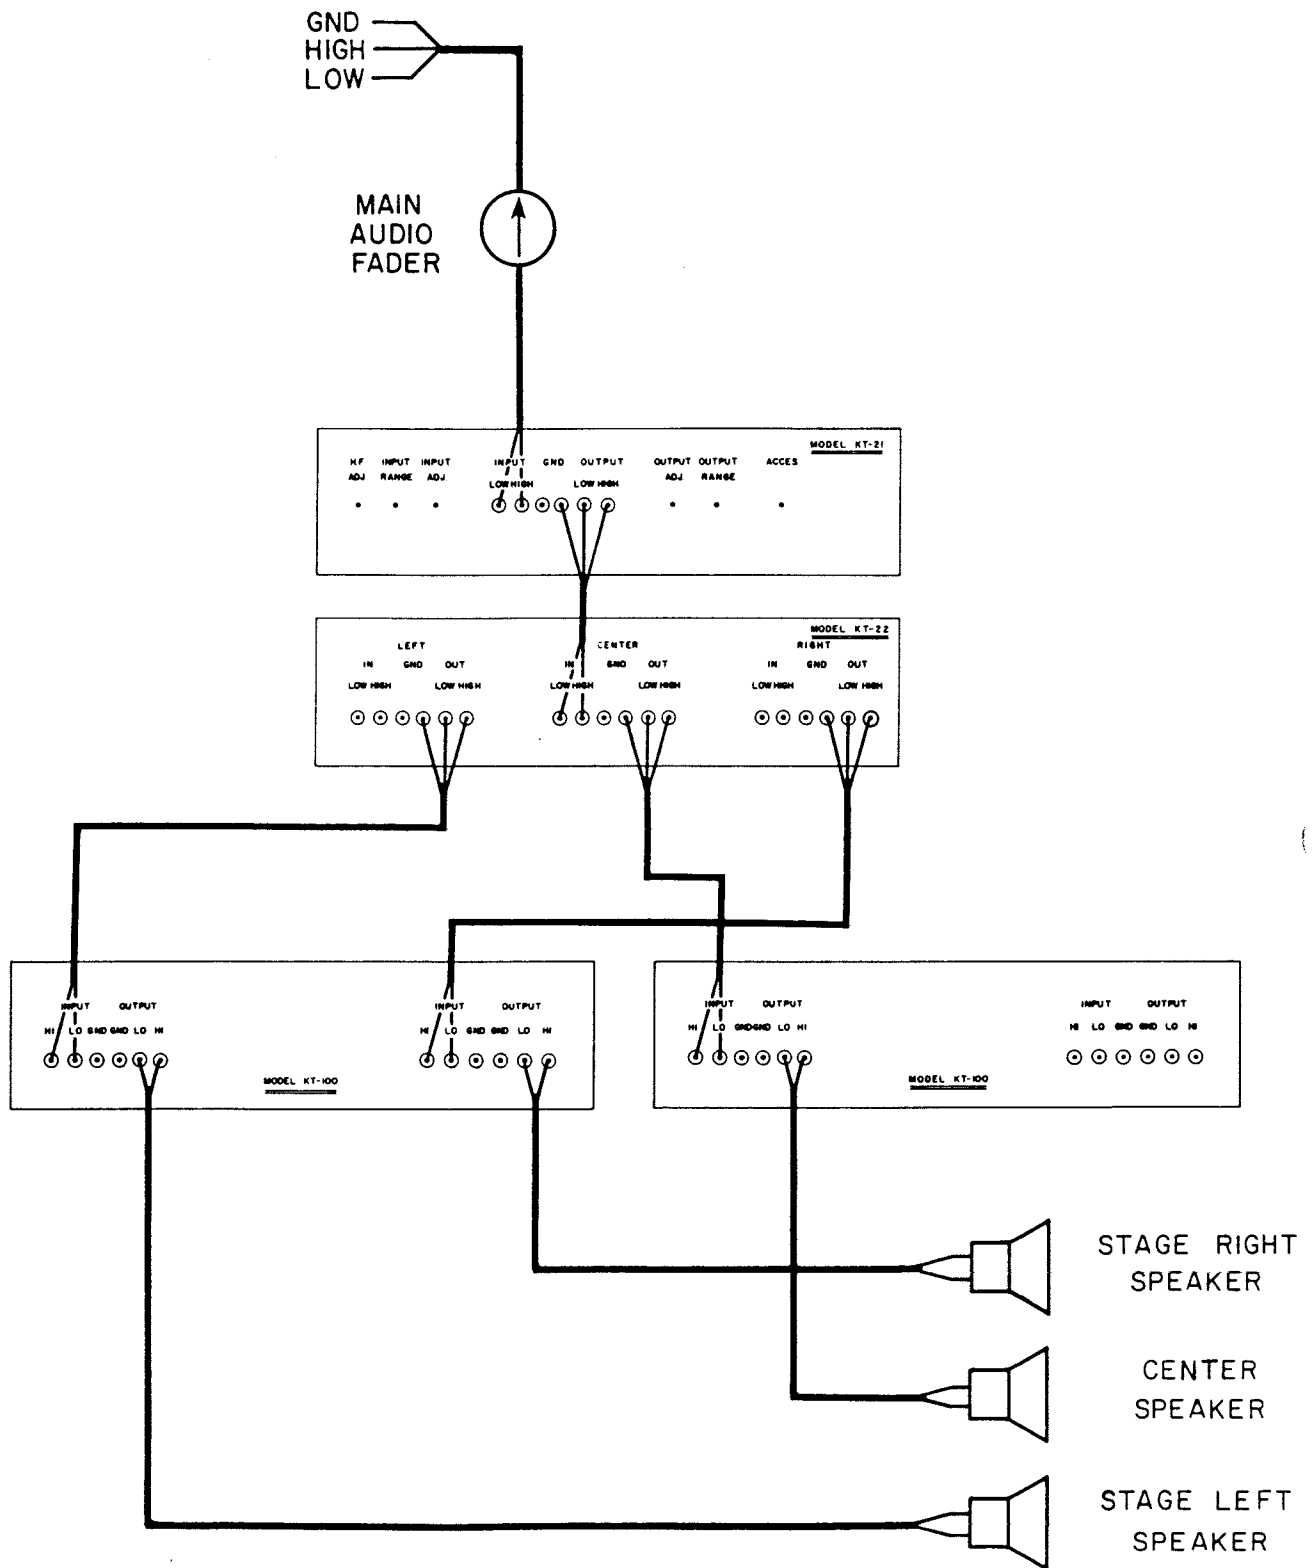 GND
HIGH
LOW
MAIN
AUDIO
FADER
MODEL KT-21
H.F. INPUT INPUT INPUT GND OUTPUT OUTPUT OUTPUT ACCES
ADJ. RANGE ADJ. LOW HIGH LOW HIGH ADJ. RANGE
MODEL KT-22
LEFT CENTER RIGHT
IN GND OUT IN GND OUT IN GND OUT
LOW HIGH LOW HIGH LOW HIGH LOW HIGH LOW HIGH LOW HIGH
INPUT OUTPUT INPUT OUTPUT INPUT OUTPUT INPUT OUTPUT
HI LO GND GND LO HI HI LO GND GND LO HI HI LO GND GND LO HI HI LO GND GND LO HI
MODEL KT-100 MODEL KT-100
STAGE RIGHT
SPEAKER
CENTER
SPEAKER
STAGE LEFT
SPEAKER